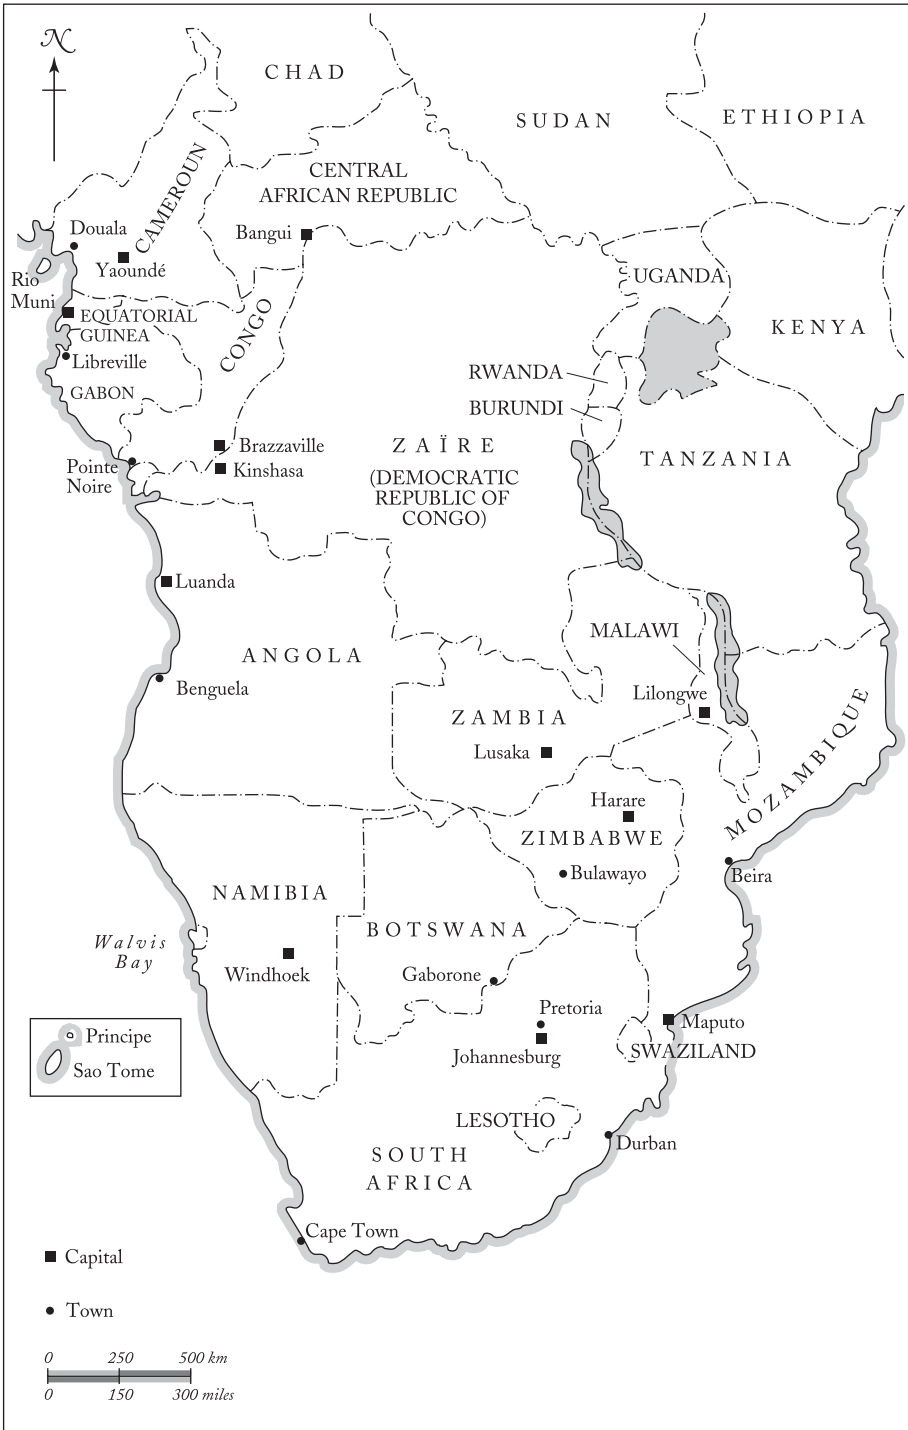 N
CHAD
SUDAN
ETHIOPIA
CENTRAL
AFRICAN REPUBLIC
CAMEROUN
Douala
Bangui
Yaoundé
Rio
Muni
UGANDA
EQUATORIAL
GUINEA
CONGO
KENYA
Libreville
RWANDA
GABON
BURUNDI
Brazzaville
ZAÏRE
TANZANIA
Pointe
Noire
Kinshasa
(DEMOCRATIC
REPUBLIC OF
CONGO)
Luanda
MALAWI
ANGOLA
Benguela
Lilongwe
ZAMBIA
MOZAMBIQUE
Lusaka
Harare
ZIMBABWE
Bulawayo
Beira
NAMIBIA
BOTSWANA
Walvis
Bay
Windhoek
Gaborone
Pretoria
Maputo
Principe
Johannesburg
SWAZILAND
Sao Tome
LESOTHO
Durban
SOUTH
AFRICA
Cape Town
Capital
Town
0 250 500 km
0 150 300 miles